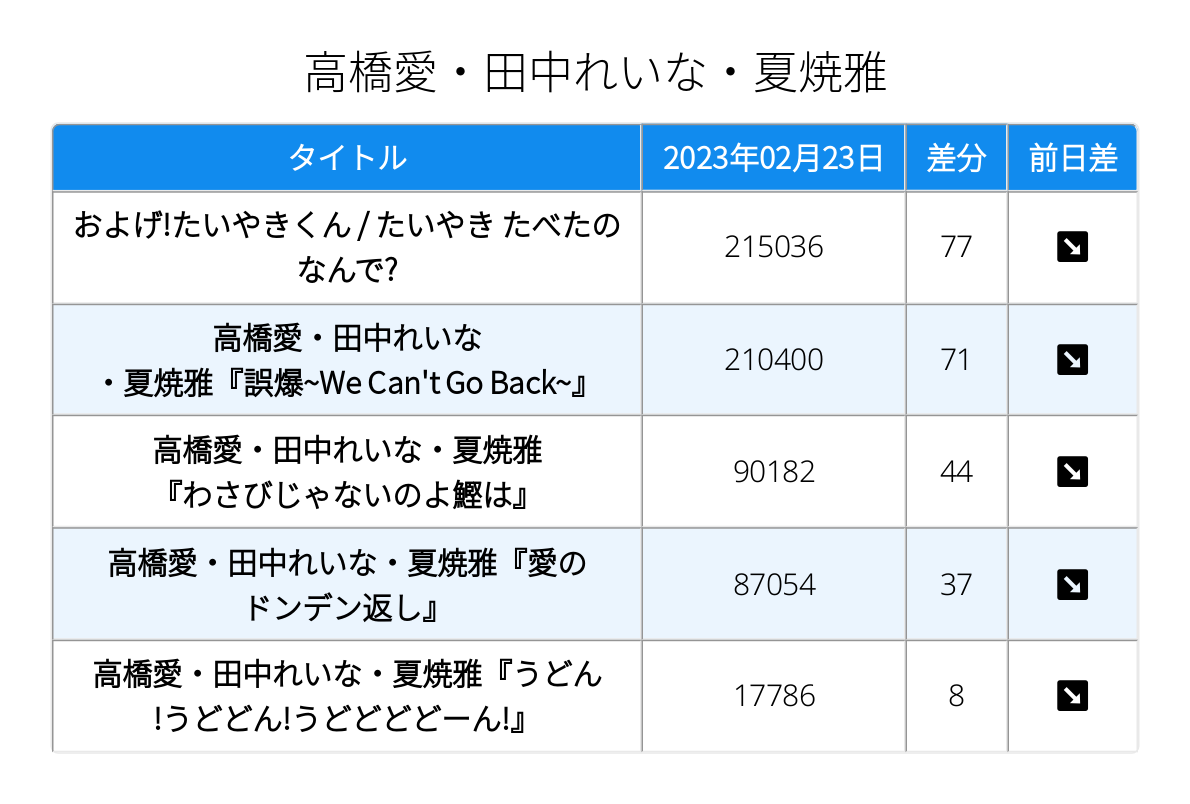 高橋愛・田中れいな・夏焼雅
タイトル 2023年02月23日 差分 前日差
およげ!たいやきくん / たいやき たべたの
なんで? 215036 77
高橋愛・田中れいな
・夏焼雅『誤爆~We Can't Go Back~』 210400 71
高橋愛・田中れいな・夏焼雅
『わさびじゃないのよ鰹は』 90182 44
高橋愛・田中れいな・夏焼雅『愛の
ドンデン返し』 87054 37
高橋愛・田中れいな・夏焼雅『うどん
!うどどん!うどどどどーん!』 17786 8